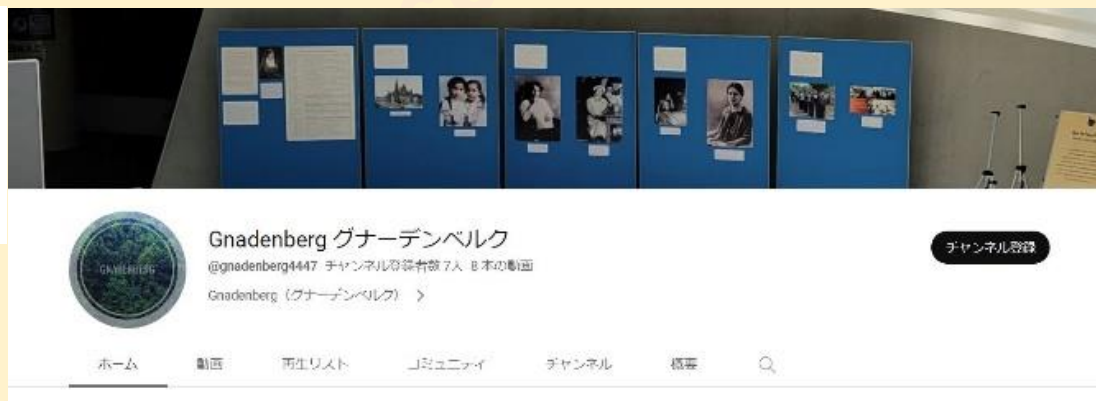 GNADENBERG
Gnadenberg グナーデンベルク
@gnadenberg4447 チャンネル登録者数 7人 8 本の動画
Gnadenberg（グナーデンベルク）
チャンネル登録
ホーム 動画 再生リスト コミュニティ チャンネル 概要